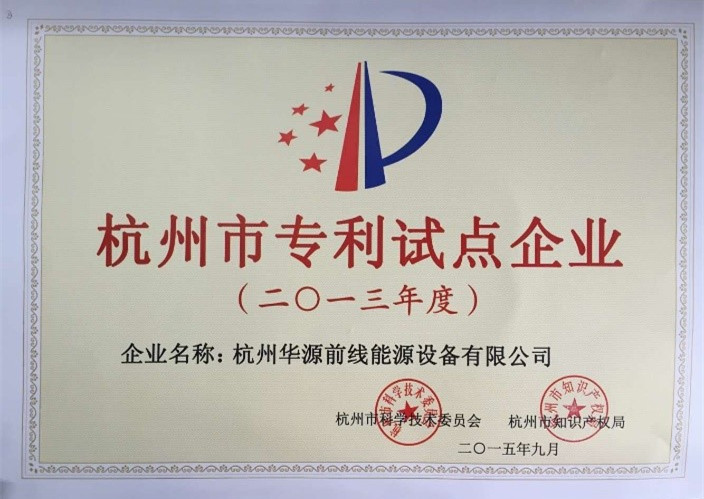 杭州市专利试点企业
（二〇一三年度）
企业名称：杭州华源前线能源设备有限公司
杭州市科学技术委员会 杭州市知识产权局
二〇一五年九月